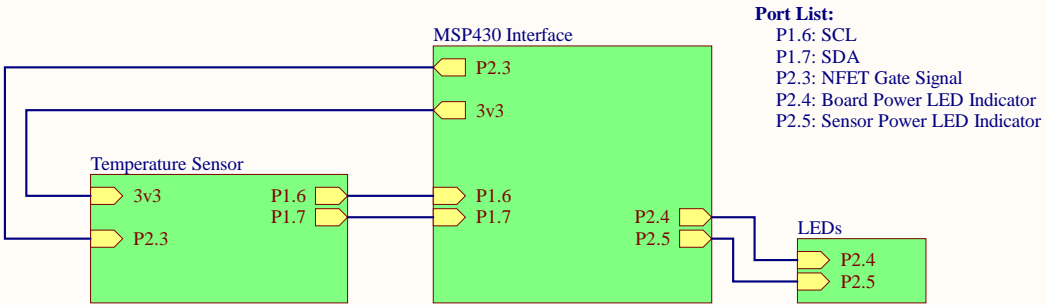 Port List:
P1.6: SCL
P1.7: SDA
P2.3: NFET Gate Signal
P2.4: Board Power LED Indicator
P2.5: Sensor Power LED Indicator
MSP430 Interface
P2.3
3v3
P1.6
P1.7
P2.4
P2.5
Temperature Sensor
3v3
P2.3
P1.6
P1.7
LEDs
P2.4
P2.5